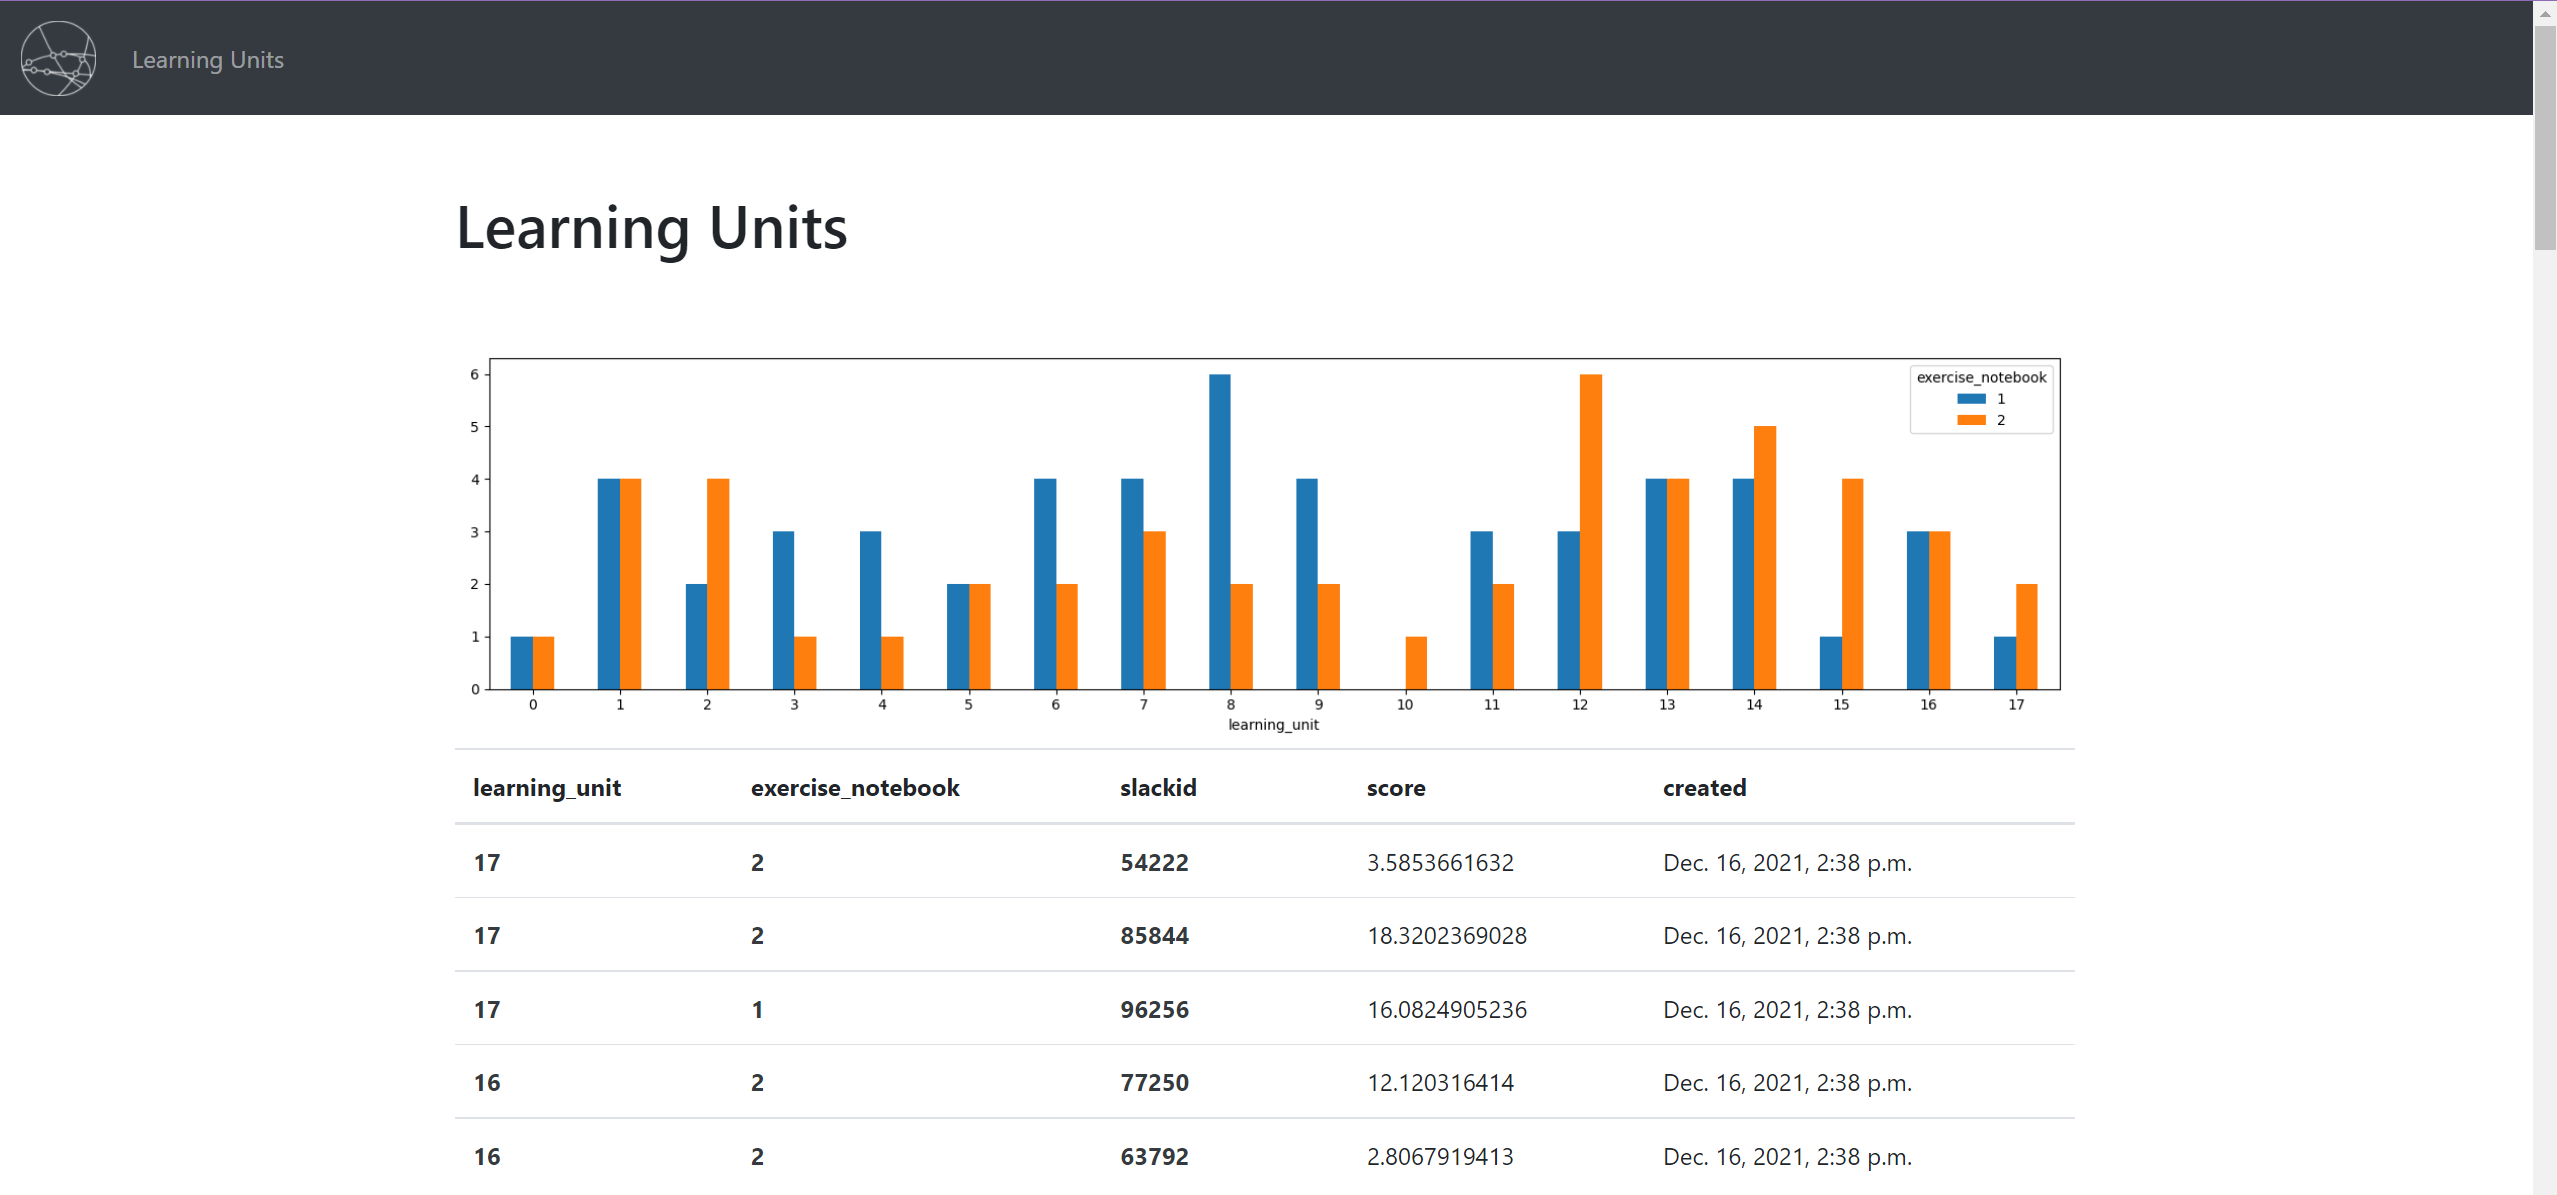 Learning Units
Learning Units
exercise_notebook
1
2
6
5
4
3
2
1
0
0 1 2 3 4 5 6 7 8 9 10 11 12 13 14 15 16 17
learning_unit
learning_unit exercise_notebook slackid score created
17 2 54222 3.5853661632 Dec. 16, 2021, 2:38 p.m.
17 2 85844 18.3202369028 Dec. 16, 2021, 2:38 p.m.
17 1 96256 16.0824905236 Dec. 16, 2021, 2:38 p.m.
16 2 77250 12.120316414 Dec. 16, 2021, 2:38 p.m.
16 2 63792 2.8067919413 Dec. 16, 2021, 2:38 p.m.